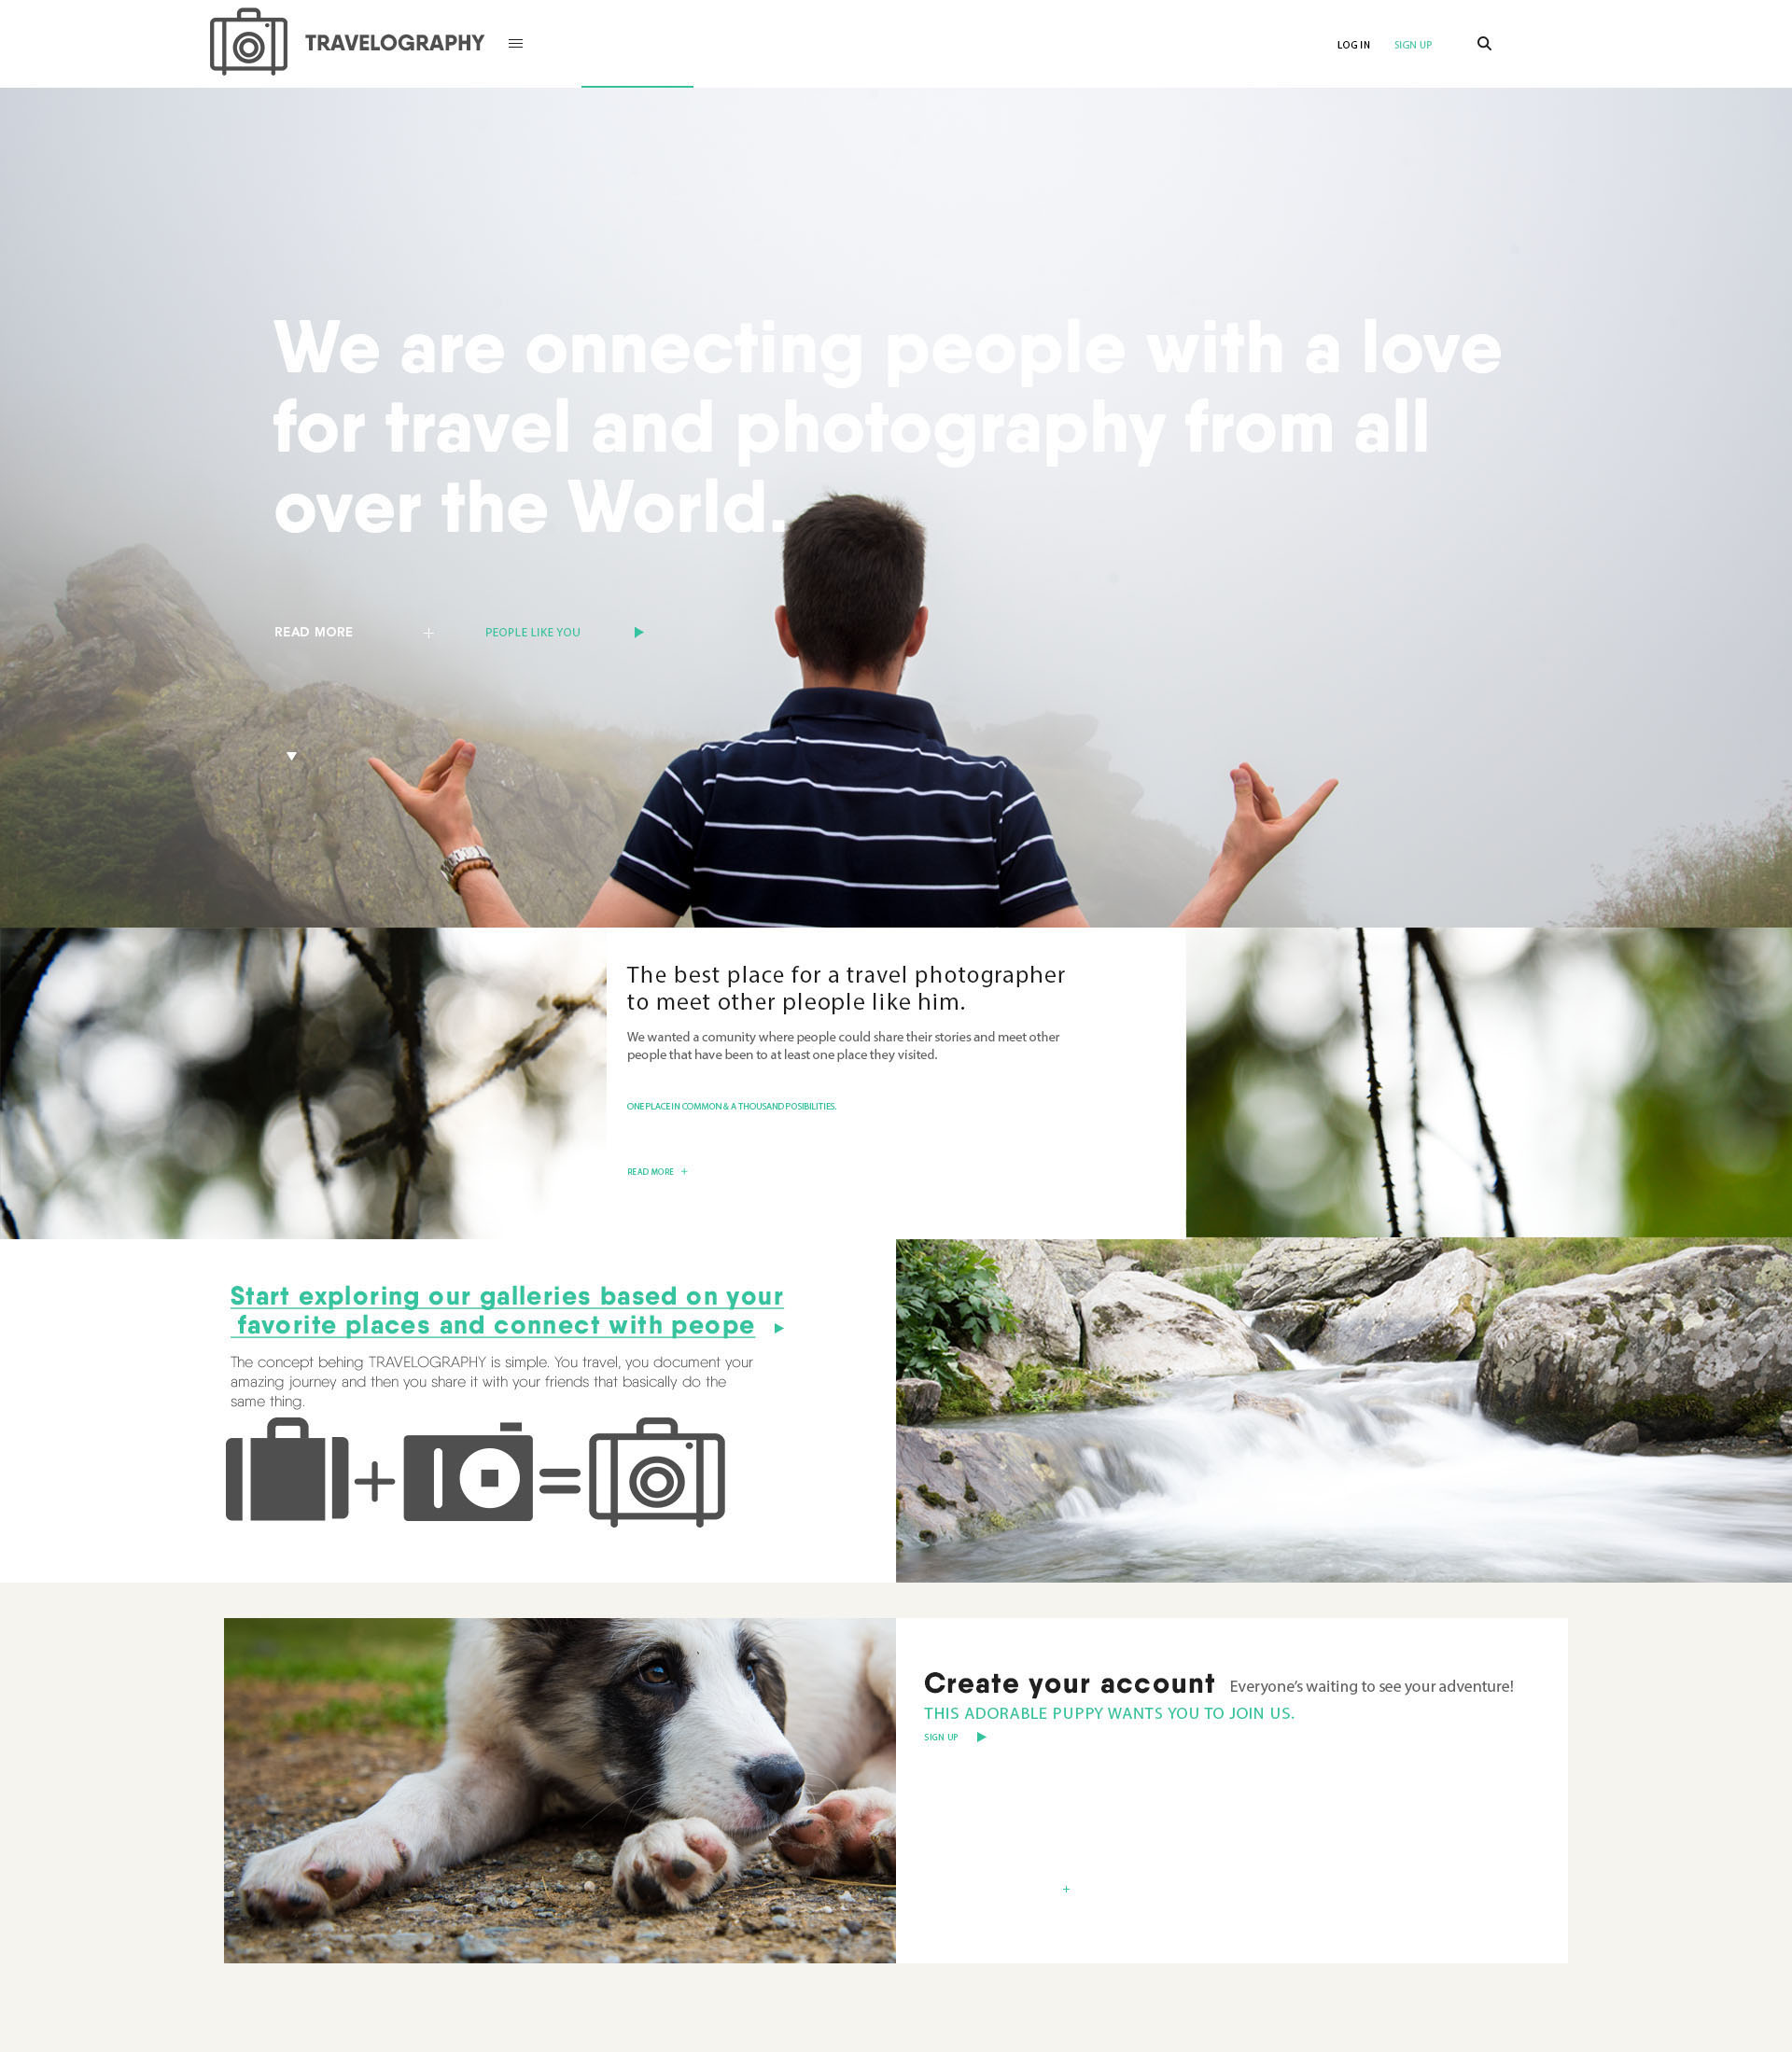 TRAVELOGRAPHY
LOG IN
SIGN UP
We are onnecting people with a love
for travel and photography from all
over the World.
READ MORE
PEOPLE LIKE YOU
The best place for a travel photographer
to meet other pleople like him.
We wanted a comunity where people could share their stories and meet other
people that have been to at least one place they visited.
ONE PLACE IN COMMON & A THOUSAND POSIBILITIES.
READ MORE +
Start exploring our galleries based on your
favorite places and connect with peope
The concept behing TRAVELOGRAPHY is simple. You travel, you document your
amazing journey and then you share it with your friends that basically do the
same thing.
Create your account Everyone's waiting to see your adventure!
THIS ADORABLE PUPPY WANTS YOU TO JOIN US.
SIGN UP